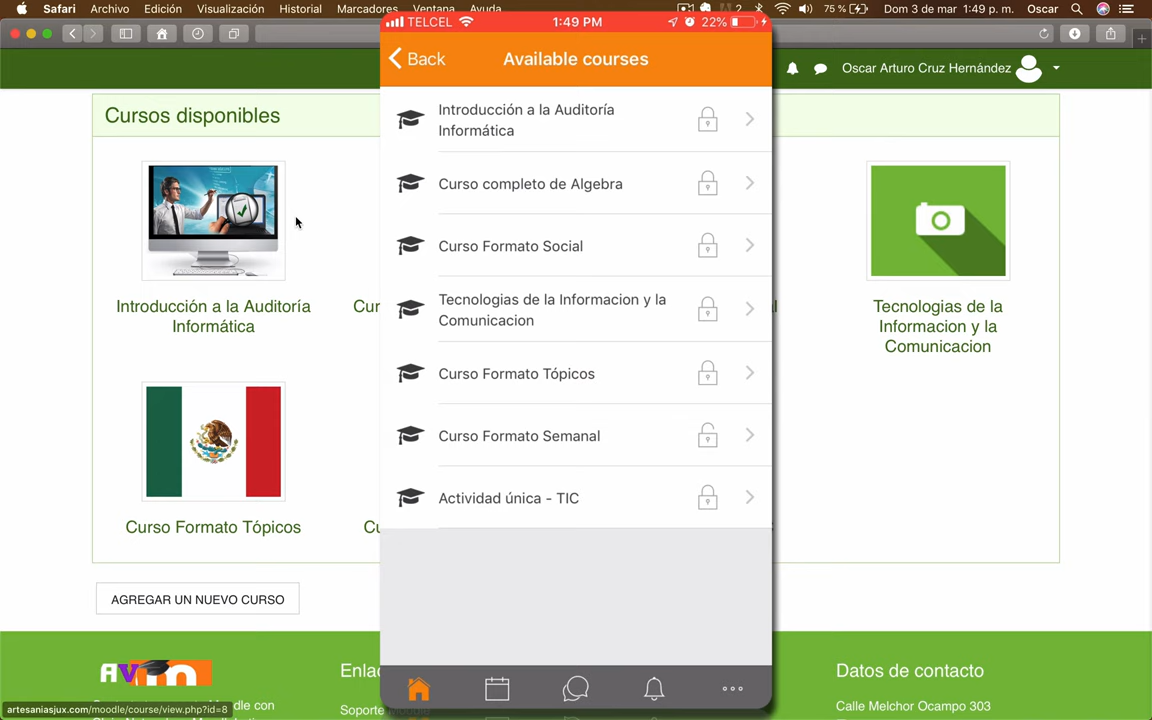 Safari Archivo Edición Visualización Historial Marcadores Ventana Ayuda
2 75 % Dom 3 de mar 1:49 p. m. Oscar
TELCEL 1:49 PM 22%
Back Available courses
Oscar Arturo Cruz Hernández
Cursos disponibles
Introducción a la Auditoría
Informática
Curso completo de Algebra
Curso Formato Social
Tecnologias de la Informacion y la
Comunicacion
Curso Formato Tópicos
Curso Formato Semanal
Actividad única - TIC
Introducción a la Auditoría
Informática
Tecnologias de la
Informacion y la
Comunicacion
Curso Formato Tópicos
AGREGAR UN NUEVO CURSO
Datos de contacto
Soporte Moodle
Calle Melchor Ocampo 303
artesaniasjux.com/moodle/course/view.php?id=8